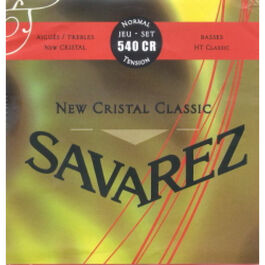 NORMAL
JEU - SET
540 CR
TENSION
AIGUËS / TREBLES
NEW CRISTAL
BASSES
HT CLASSIC
NEW CRISTAL CLASSIC
SAVAREZ